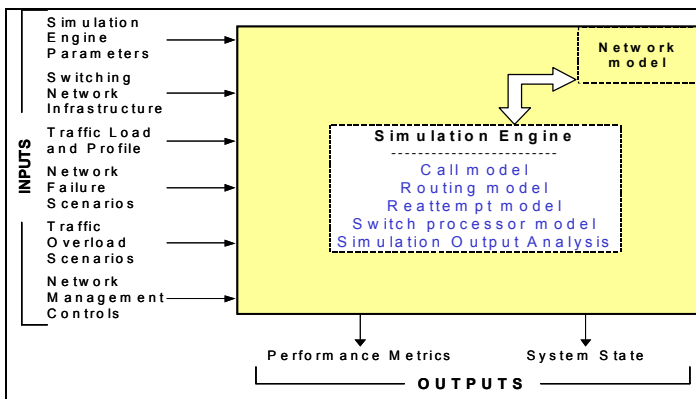 INPUTS
Simulation
Engine
Parameters
Switching
Network
Infrastructure
Traffic Load
and Profile
Network
Failure
Scenarios
Traffic
Overload
Scenarios
Network
Management
Controls
Network
model
Simulation Engine
Call model
Routing model
Reattempt model
Switch processor model
Simulation Output Analysis
Performance Metrics
System State
OUTPUTS